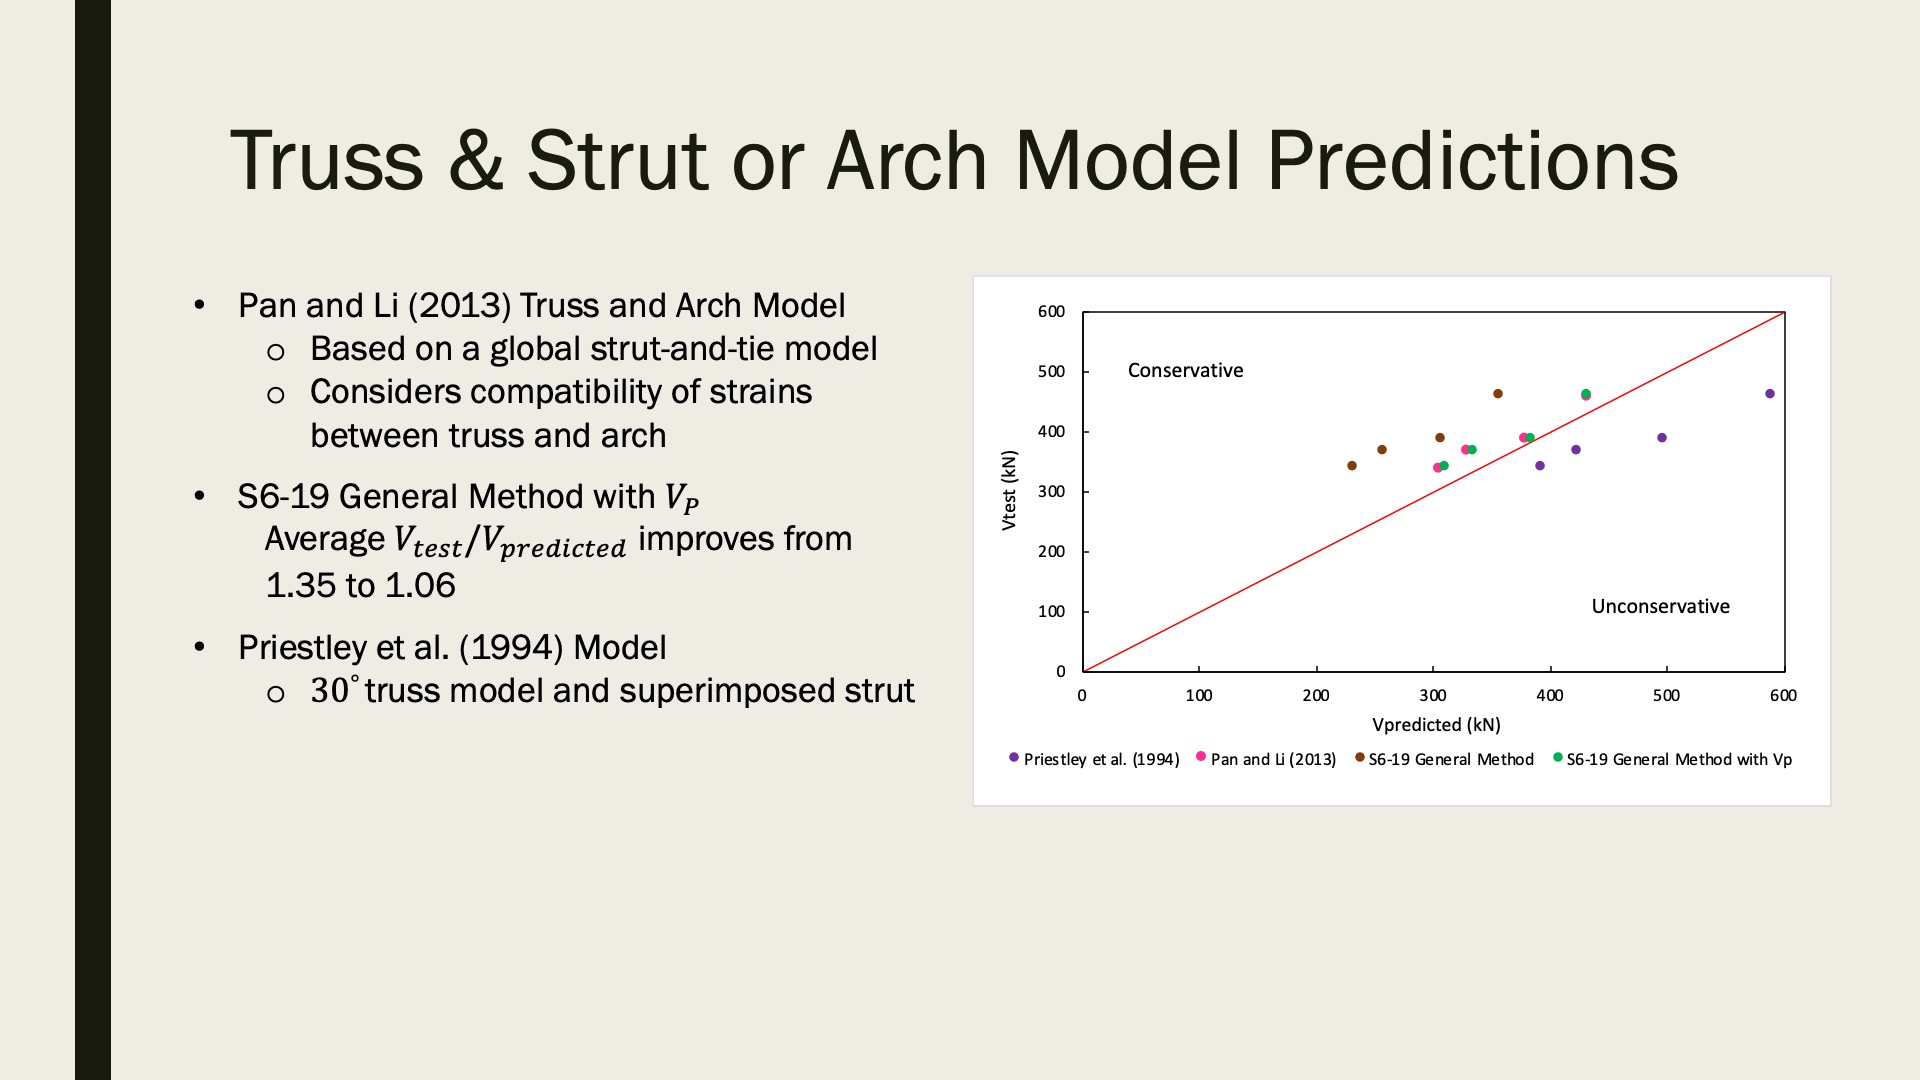 Truss & Strut or Arch Model Predictions
• Pan and Li (2013) Truss and Arch Model
o Based on a global strut-and-tie model
o Considers compatibility of strains
between truss and arch
• S6-19 General Method with V_P
Average V_test/V_predicted improves from
1.35 to 1.06
• Priestley et al. (1994) Model
o 30° truss model and superimposed strut
600
500
400
300
200
100
0
Vtest (kN)
Conservative
Unconservative
0 100 200 300 400 500 600
Vpredicted (kN)
Priestley et al. (1994) Pan and Li (2013) S6-19 General Method S6-19 General Method with Vp